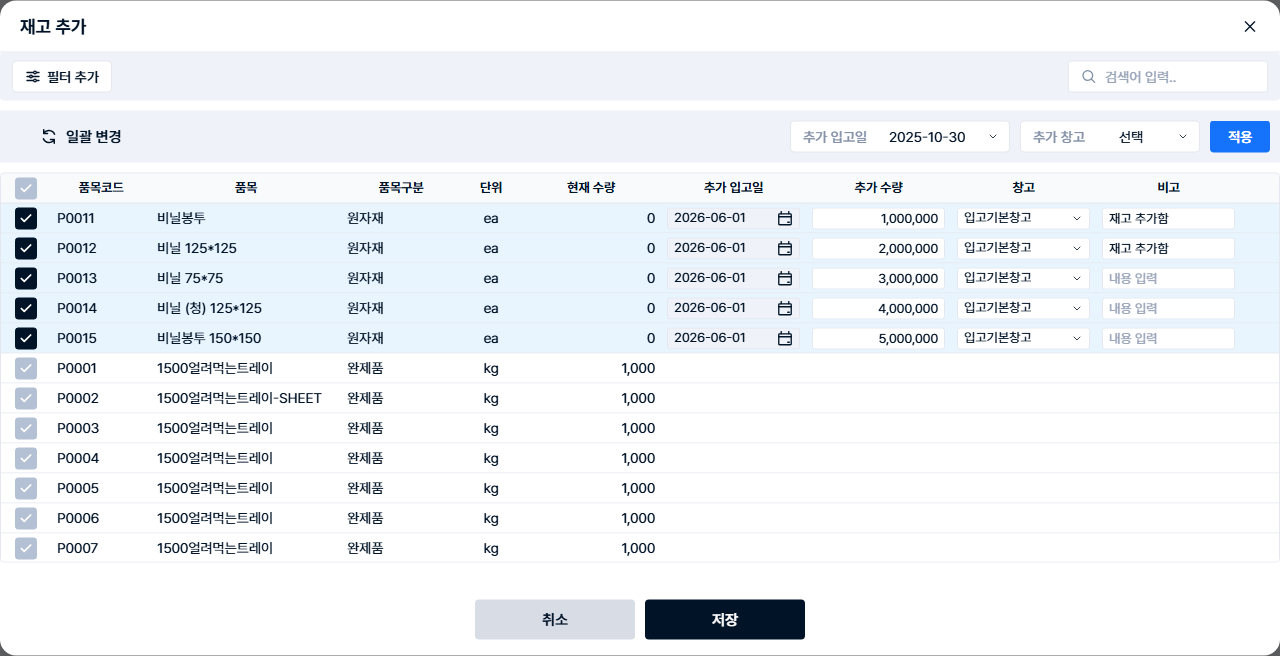 재고 추가
필터 추가
검색어 입력..
일괄 변경 추가 입고일 2025-10-30 추가 창고 선택 적용
품목코드 품목 품목구분 단위 현재 수량 추가 입고일 추가 수량 창고 비고
P0011 비닐봉투 원자재 ea 0 2026-06-01 1,000,000 입고기본창고 재고 추가함
P0012 비닐 125*125 원자재 ea 0 2026-06-01 2,000,000 입고기본창고 재고 추가함
P0013 비닐 75*75 원자재 ea 0 2026-06-01 3,000,000 입고기본창고 내용 입력
P0014 비닐 (청) 125*125 원자재 ea 0 2026-06-01 4,000,000 입고기본창고 내용 입력
P0015 비닐봉투 150*150 원자재 ea 0 2026-06-01 5,000,000 입고기본창고 내용 입력
P0001 1500얼려먹는트레이 완제품 kg 1,000
P0002 1500얼려먹는트레이-SHEET 완제품 kg 1,000
P0003 1500얼려먹는트레이 완제품 kg 1,000
P0004 1500얼려먹는트레이 완제품 kg 1,000
P0005 1500얼려먹는트레이 완제품 kg 1,000
P0006 1500얼려먹는트레이 완제품 kg 1,000
P0007 1500얼려먹는트레이 완제품 kg 1,000
취소 저장